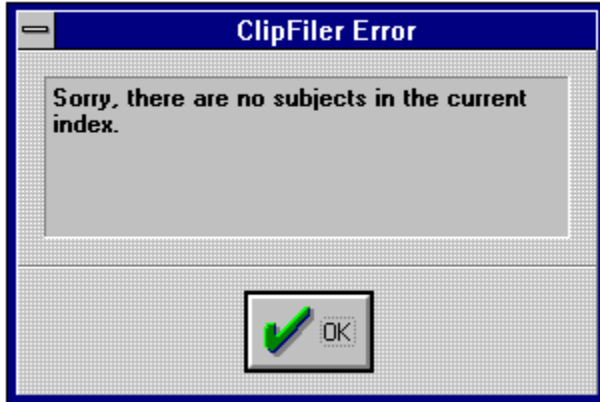 ClipFiler Error
Sorry, there are no subjects in the current
index.
OK